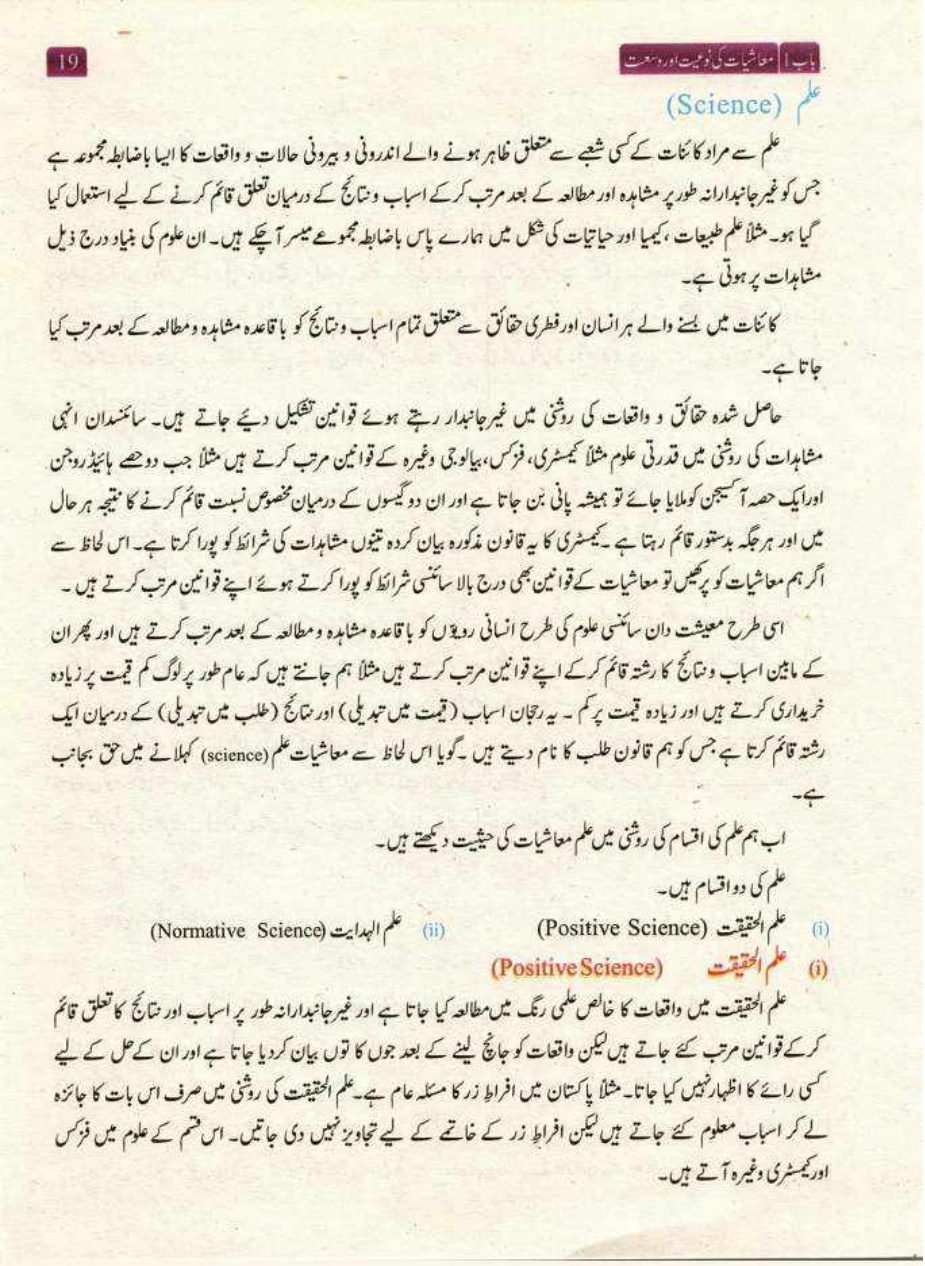 باب 1 معاشیات کی نوعیت اور وسعت
19
علم (Science)
علم سے مراد کائنات کے کسی شعبے سے متعلق ظاہر ہونے والے اندرونی و بیرونی حالات و واقعات کا ایسا باضابطہ مجموعہ ہے
جس کو غیر جانبدارانہ طور پر مشاہدہ اور مطالعہ کے بعد مرتب کر کے اسباب و نتائج کے درمیان تعلق قائم کرنے کے لیے استعمال کیا
گیا ہو۔ مثلاً علم طبیعات ، کیمیا اور حیاتیات کی شکل میں ہمارے پاس باضابطہ مجموعے میسر آ چکے ہیں۔ ان علوم کی بنیاد درج ذیل
مشاہدات پر ہوتی ہے۔
کائنات میں بسنے والے ہر انسان اور فطری حقائق سے متعلق تمام اسباب و نتائج کو باقاعدہ مشاہدہ و مطالعہ کے بعد مرتب کیا
جاتا ہے۔
حاصل شدہ حقائق و واقعات کی روشنی میں غیر جانبدار رہتے ہوئے قوانین تشکیل دیئے جاتے ہیں۔ سائنسدان انہی
مشاہدات کی روشنی میں قدرتی علوم مثلاً کیمسٹری، فزکس، بیالوجی وغیرہ کے قوانین مرتب کرتے ہیں مثلاً جب دو حصے ہائیڈروجن
اور ایک حصہ آکسیجن کو ملایا جائے تو ہمیشہ پانی بن جاتا ہے اور ان دو گیسوں کے درمیان مخصوص نسبت قائم کرنے کا نتیجہ ہر حال
میں اور ہر جگہ بدستور قائم رہتا ہے ۔ کیمسٹری کا یہ قانون مذکورہ بیان کردہ تینوں مشاہدات کی شرائط کو پورا کرتا ہے۔ اس لحاظ سے
اگر ہم معاشیات کو پرکھیں تو معاشیات کے قوانین بھی درج بالا سائنسی شرائط کو پورا کرتے ہوئے اپنے قوانین مرتب کرتے ہیں ۔
اسی طرح معیشت دان سائنسی علوم کی طرح انسانی رویوّں کو باقاعدہ مشاہدہ و مطالعہ کے بعد مرتب کرتے ہیں اور پھر ان
کے مابین اسباب و نتائج کا رشتہ قائم کر کے اپنے قوانین مرتب کرتے ہیں مثلاً ہم جانتے ہیں کہ عام طور پر لوگ کم قیمت پر زیادہ
خریداری کرتے ہیں اور زیادہ قیمت پر کم ۔ یہ رجحان اسباب (قیمت میں تبدیلی) اور نتائج (طلب میں تبدیلی) کے درمیان ایک
رشتہ قائم کرتا ہے جس کو ہم قانون طلب کا نام دیتے ہیں ۔ گویا اس لحاظ سے معاشیات علم (science) کہلانے میں حق بجانب
ہے۔
اب ہم علم کی اقسام کی روشنی میں علم معاشیات کی حیثیت دیکھتے ہیں۔
علم کی دو اقسام ہیں۔
(i) علم الحقیقت (Positive Science) (ii) علم الہدایت (Normative Science)
(i) علم الحقیقت (Positive Science)
علم الحقیقت میں واقعات کا خالص علمی رنگ میں مطالعہ کیا جاتا ہے اور غیر جانبدارانہ طور پر اسباب اور نتائج کا تعلق قائم
کر کے قوانین مرتب کئے جاتے ہیں لیکن واقعات کو جانچ لینے کے بعد جوں کا توں بیان کر دیا جاتا ہے اور ان کے حل کے لیے
کسی رائے کا اظہار نہیں کیا جاتا۔ مثلاً پاکستان میں افراطِ زر کا مسئلہ عام ہے۔ علم الحقیقت کی روشنی میں صرف اس بات کا جائزہ
لے کر اسباب معلوم کئے جاتے ہیں لیکن افراطِ زر کے خاتمے کے لیے تجاویز نہیں دی جاتیں۔ اس قسم کے علوم میں فزکس
اور کیمسٹری وغیرہ آتے ہیں۔